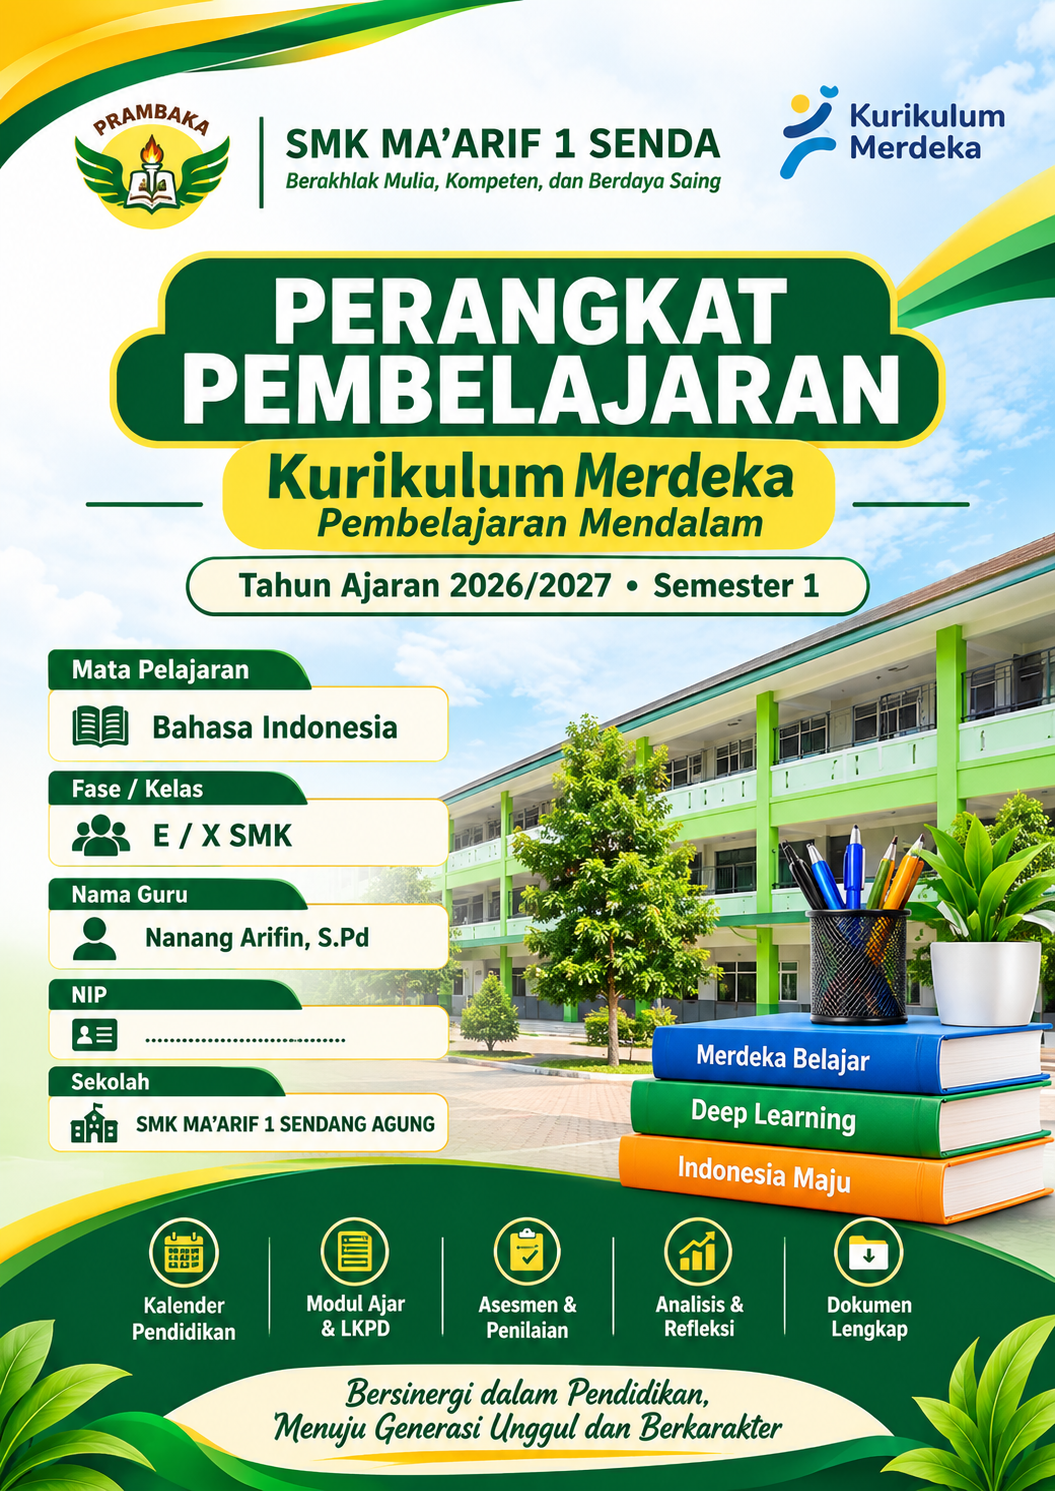 PRAMBAKA
SMK MA'ARIF 1 SENDA
Berakhlak Mulia, Kompeten, dan Berdaya Saing
Kurikulum
Merdeka
PERANGKAT
PEMBELAJARAN
Kurikulum Merdeka
Pembelajaran Mendalam
Tahun Ajaran 2026/2027 • Semester 1
Mata Pelajaran
Bahasa Indonesia
Fase / Kelas
E / X SMK
Nama Guru
Nanang Arifin, S.Pd
NIP
..................................
Sekolah
SMK MA'ARIF 1 SENDANG AGUNG
Merdeka Belajar
Deep Learning
Indonesia Maju
Kalender
Pendidikan
Modul Ajar
& LKPD
Asesmen &
Penilaian
Analisis &
Refleksi
Dokumen
Lengkap
Bersinergi dalam Pendidikan,
Menuju Generasi Unggul dan Berkarakter